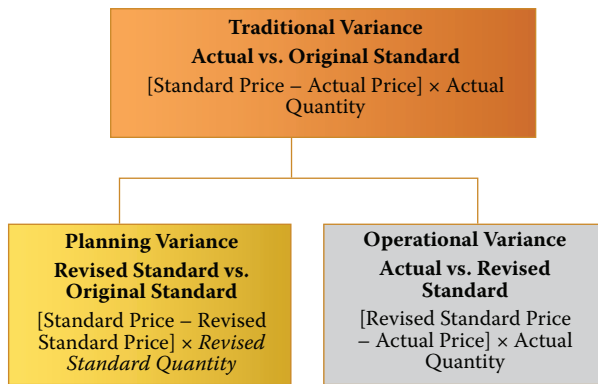 Traditional Variance
Actual vs. Original Standard
[Standard Price – Actual Price] × Actual
Quantity
Planning Variance
Revised Standard vs.
Original Standard
[Standard Price – Revised
Standard Price] × Revised
Standard Quantity
Operational Variance
Actual vs. Revised
Standard
[Revised Standard Price
– Actual Price] × Actual
Quantity